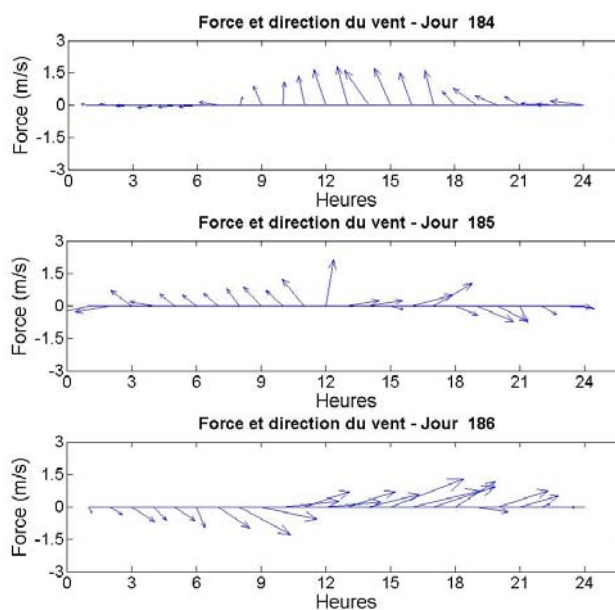 Force et direction du vent - Jour 184
Force (m/s)
3
1.5
0
-1.5
-3
0 3 6 9 12 15 18 21 24
Heures
Force et direction du vent - Jour 185
Force (m/s)
3
1.5
0
-1.5
-3
0 3 6 9 12 15 18 21 24
Heures
Force et direction du vent - Jour 186
Force (m/s)
3
1.5
0
-1.5
-3
0 3 6 9 12 15 18 21 24
Heures